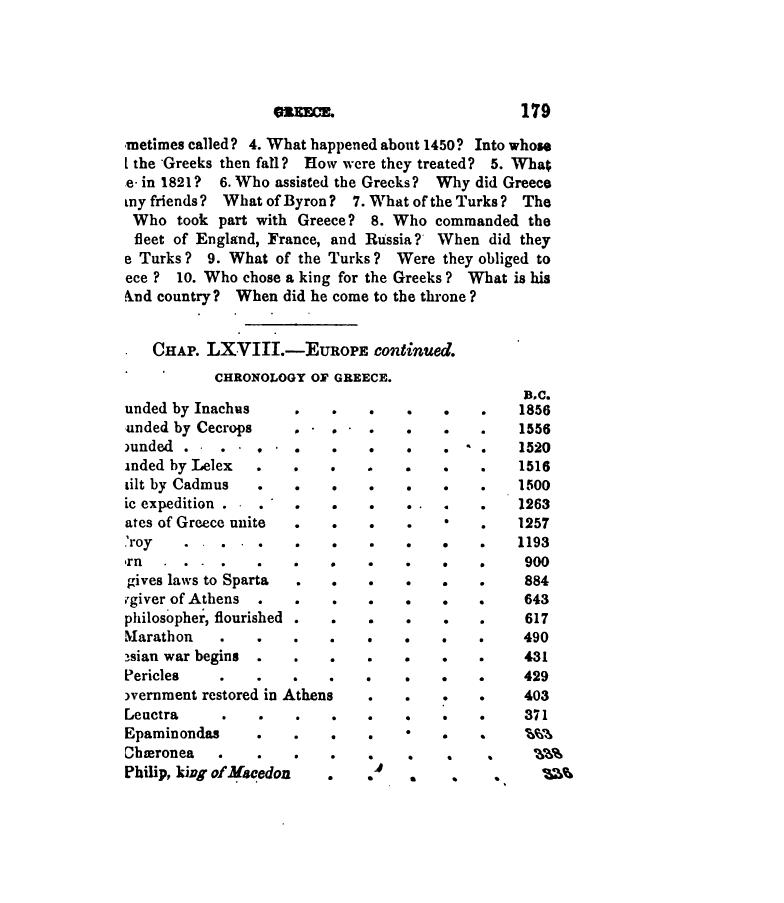 GREECE. 179
metimes called? 4. What happened about 1450? Into whose
the Greeks then fall? How were they treated? 5. What
e in 1821? 6. Who assisted the Greeks? Why did Greece
ny friends? What of Byron? 7. What of the Turks? The
Who took part with Greece? 8. Who commanded the
fleet of England, France, and Russia? When did they
e Turks? 9. What of the Turks? Were they obliged to
ece? 10. Who chose a king for the Greeks? What is his
And country? When did he come to the throne?
CHAP. LXVIII.—EUROPE continued.
CHRONOLOGY OF GREECE.
B.C.
unded by Inachus . . . . . . 1856
unded by Cecrops . . . . . . 1556
ounded . . . . . . . . 1520
nded by Lelex . . . . . . . 1516
ilt by Cadmus . . . . . . . 1500
ic expedition . . . . . . . . 1263
ates of Greece unite . . . . . . 1257
roy . . . . . . . . . 1193
rn . . . . . . . . . 900
gives laws to Sparta . . . . . . 884
giver of Athens . . . . . . . 643
philosopher, flourished . . . . . . 617
Marathon . . . . . . . . 490
sian war begins . . . . . . . 431
Pericles . . . . . . . . 429
overnment restored in Athens . . . . 403
Leuctra . . . . . . . . 371
Epaminondas . . . . . . . 363
Chæronea . . . . . . . . 338
Philip, king of Macedon . . . . . 336